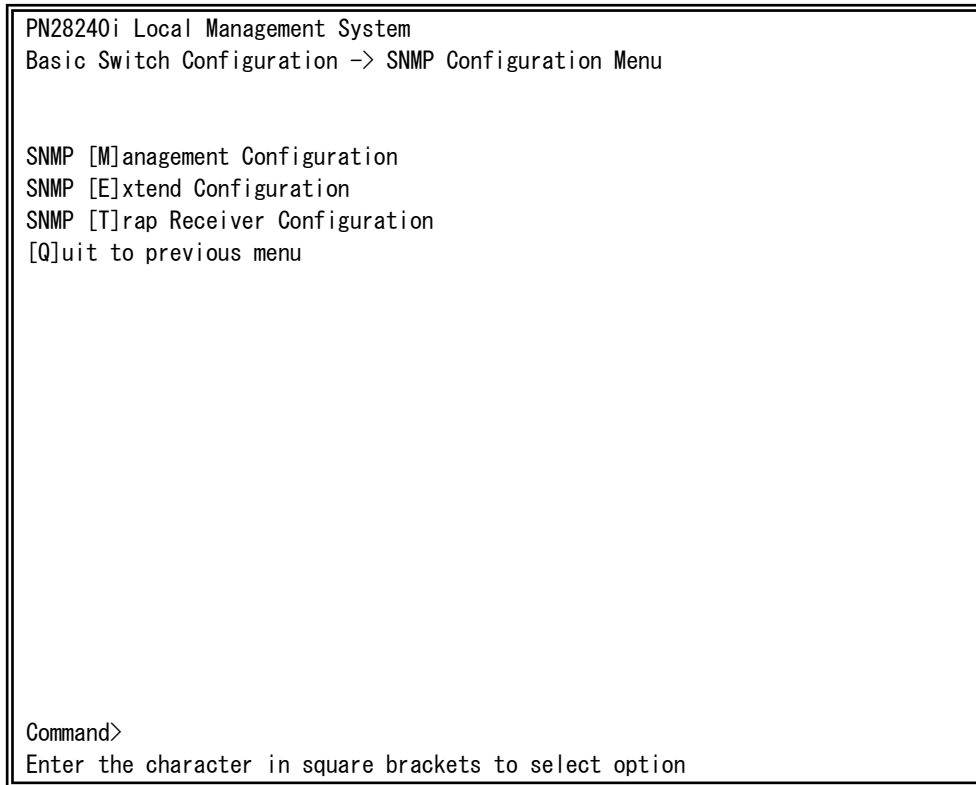 PN28240i Local Management System
Basic Switch Configuration -> SNMP Configuration Menu
SNMP [M]anagement Configuration
SNMP [E]xtend Configuration
SNMP [T]rap Receiver Configuration
[Q]uit to previous menu
Command>
Enter the character in square brackets to select option